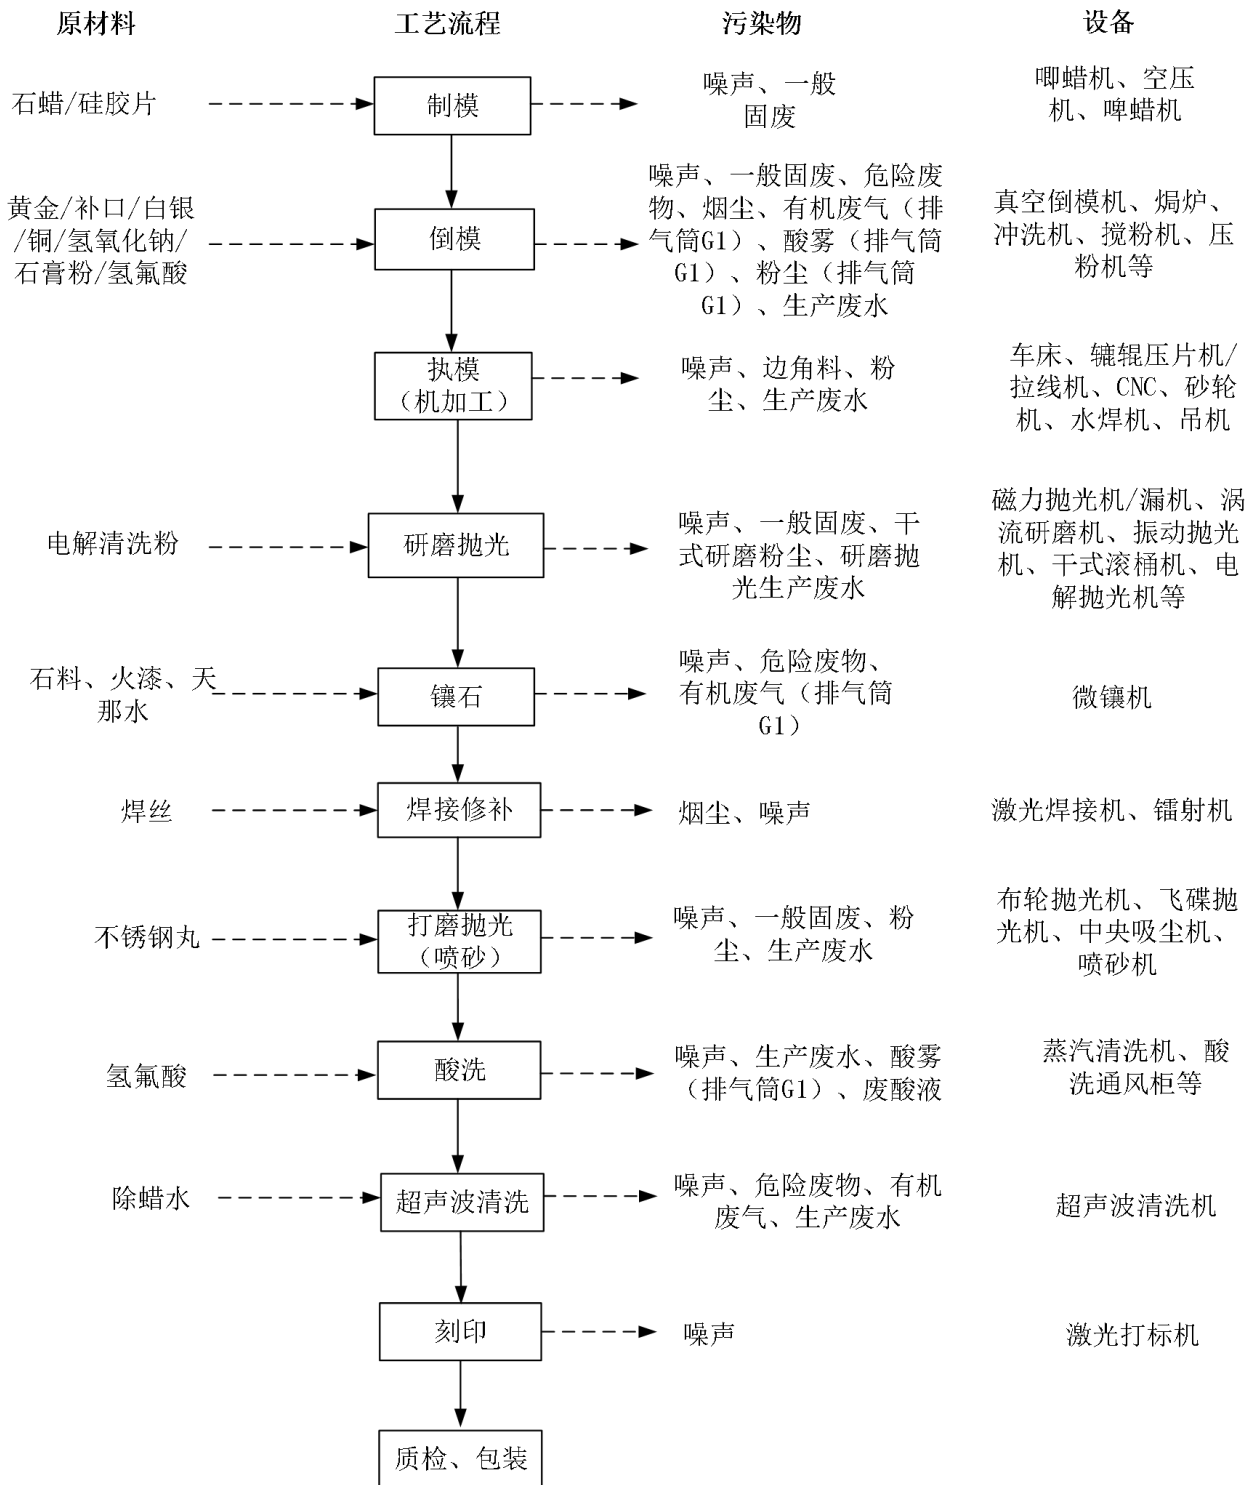 原材料
工艺流程
污染物
设备
石蜡/硅胶片
制模
噪声、一般
固废
唧蜡机、空压
机、啤蜡机
黄金/补口/白银
/铜/氢氧化钠/
石膏粉/氢氟酸
倒模
噪声、一般固废、危险废
物、烟尘、有机废气（排
气筒G1）、酸雾（排气筒
G1）、粉尘（排气筒
G1）、生产废水
真空倒模机、焗炉、
冲洗机、搅粉机、压
粉机等
执模
（机加工）
噪声、边角料、粉
尘、生产废水
车床、辘辊压片机/
拉线机、CNC、砂轮
机、水焊机、吊机
电解清洗粉
研磨抛光
噪声、一般固废、干
式研磨粉尘、研磨抛
光生产废水
磁力抛光机/漏机、涡
流研磨机、振动抛光
机、干式滚桶机、电
解抛光机等
石料、火漆、天
那水
镶石
噪声、危险废物、
有机废气（排气筒
G1）
微镶机
焊丝
焊接修补
烟尘、噪声
激光焊接机、镭射机
不锈钢丸
打磨抛光
（喷砂）
噪声、一般固废、粉
尘、生产废水
布轮抛光机、飞碟抛
光机、中央吸尘机、
喷砂机
氢氟酸
酸洗
噪声、生产废水、酸雾
（排气筒G1）、废酸液
蒸汽清洗机、酸
洗通风柜等
除蜡水
超声波清洗
噪声、危险废物、有机
废气、生产废水
超声波清洗机
刻印
噪声
激光打标机
质检、包装